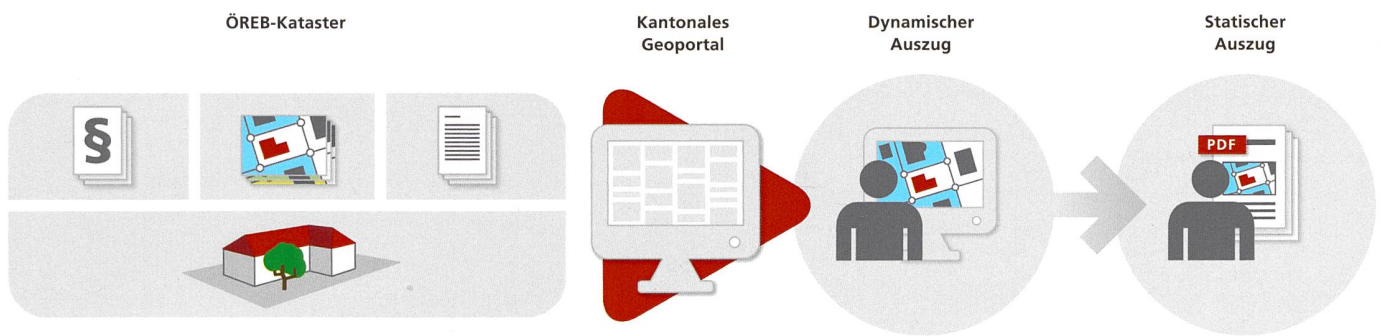 ÖREB-Kataster
Kantonales
Geoportal
Dynamischer
Auszug
Statischer
Auszug
§
PDF